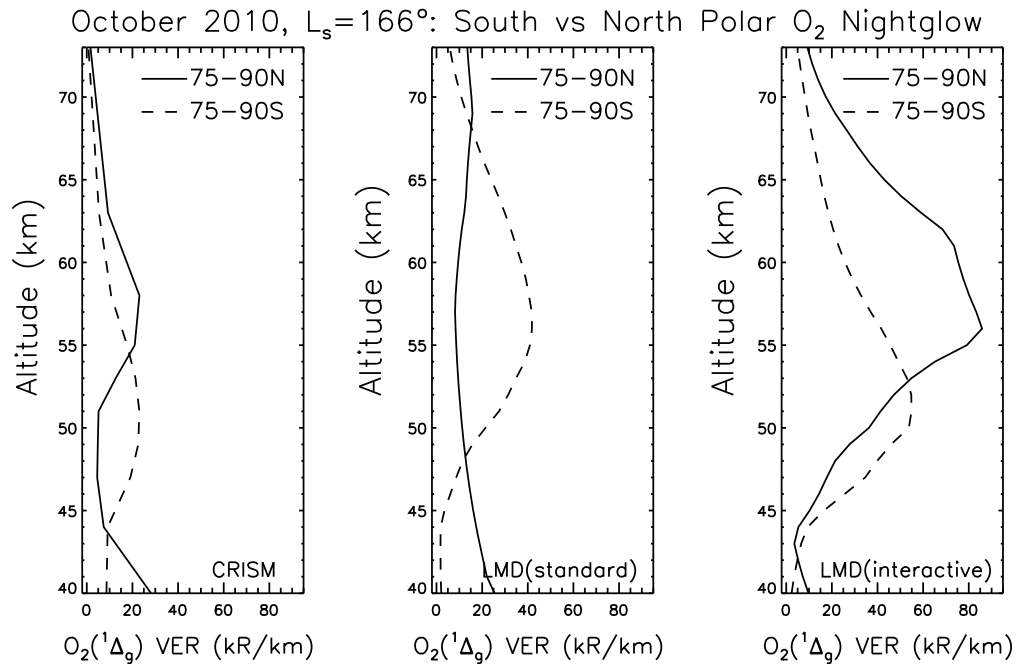 October 2010, Lₛ=166°: South vs North Polar O₂ Nightglow
75-90N
75-90S
70
65
60
55
50
45
40
Altitude (km)
CRISM
0 20 40 60 80
O₂(¹Δg) VER (kR/km)
75-90N
75-90S
70
65
60
55
50
45
40
Altitude (km)
LMD(standard)
0 20 40 60 80
O₂(¹Δg) VER (kR/km)
75-90N
75-90S
70
65
60
55
50
45
40
Altitude (km)
LMD(interactive)
0 20 40 60 80
O₂(¹Δg) VER (kR/km)